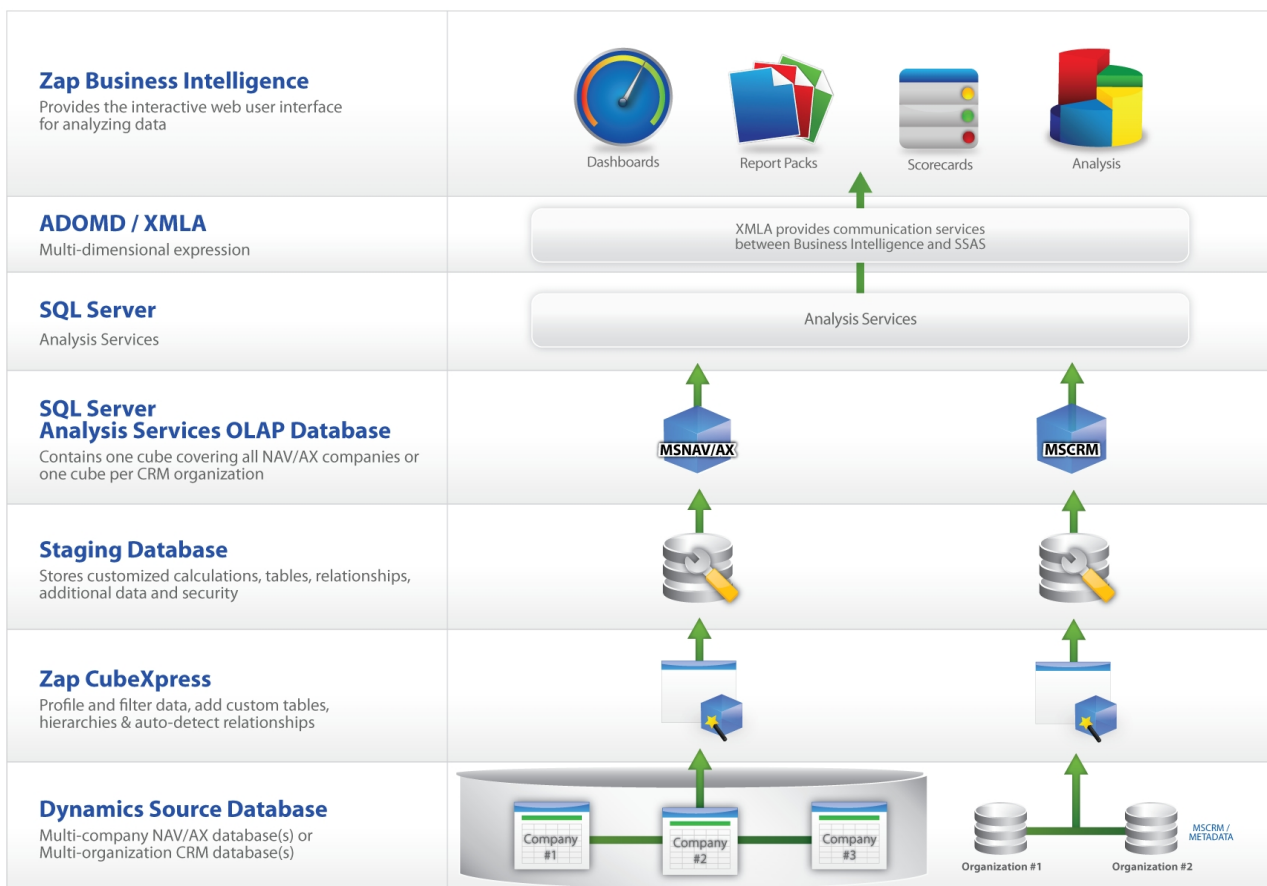 Zap Business Intelligence
Provides the interactive web user interface
for analyzing data
Dashboards
Report Packs
Scorecards
Analysis
ADOMD / XMLA
Multi-dimensional expression
XMLA provides communication services
between Business Intelligence and SSAS
SQL Server
Analysis Services
Analysis Services
SQL Server
Analysis Services OLAP Database
Contains one cube covering all NAV/AX companies or
one cube per CRM organization
MSNAV/AX
MSCRM
Staging Database
Stores customized calculations, tables, relationships,
additional data and security
Zap CubeXpress
Profile and filter data, add custom tables,
hierarchies & auto-detect relationships
Dynamics Source Database
Multi-company NAV/AX database(s) or
Multi-organization CRM database(s)
Company
#1
Company
#2
Company
#3
Organization #1
Organization #2
MSCRM /
METADATA